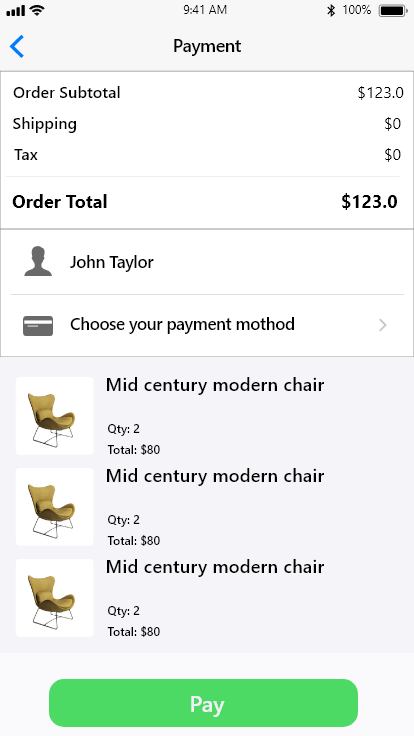 9:41 AM 100%
Payment
Order Subtotal $123.0
Shipping $0
Tax $0
Order Total $123.0
John Taylor
Choose your payment mothod
Mid century modern chair
Qty: 2
Total: $80
Mid century modern chair
Qty: 2
Total: $80
Mid century modern chair
Qty: 2
Total: $80
Pay